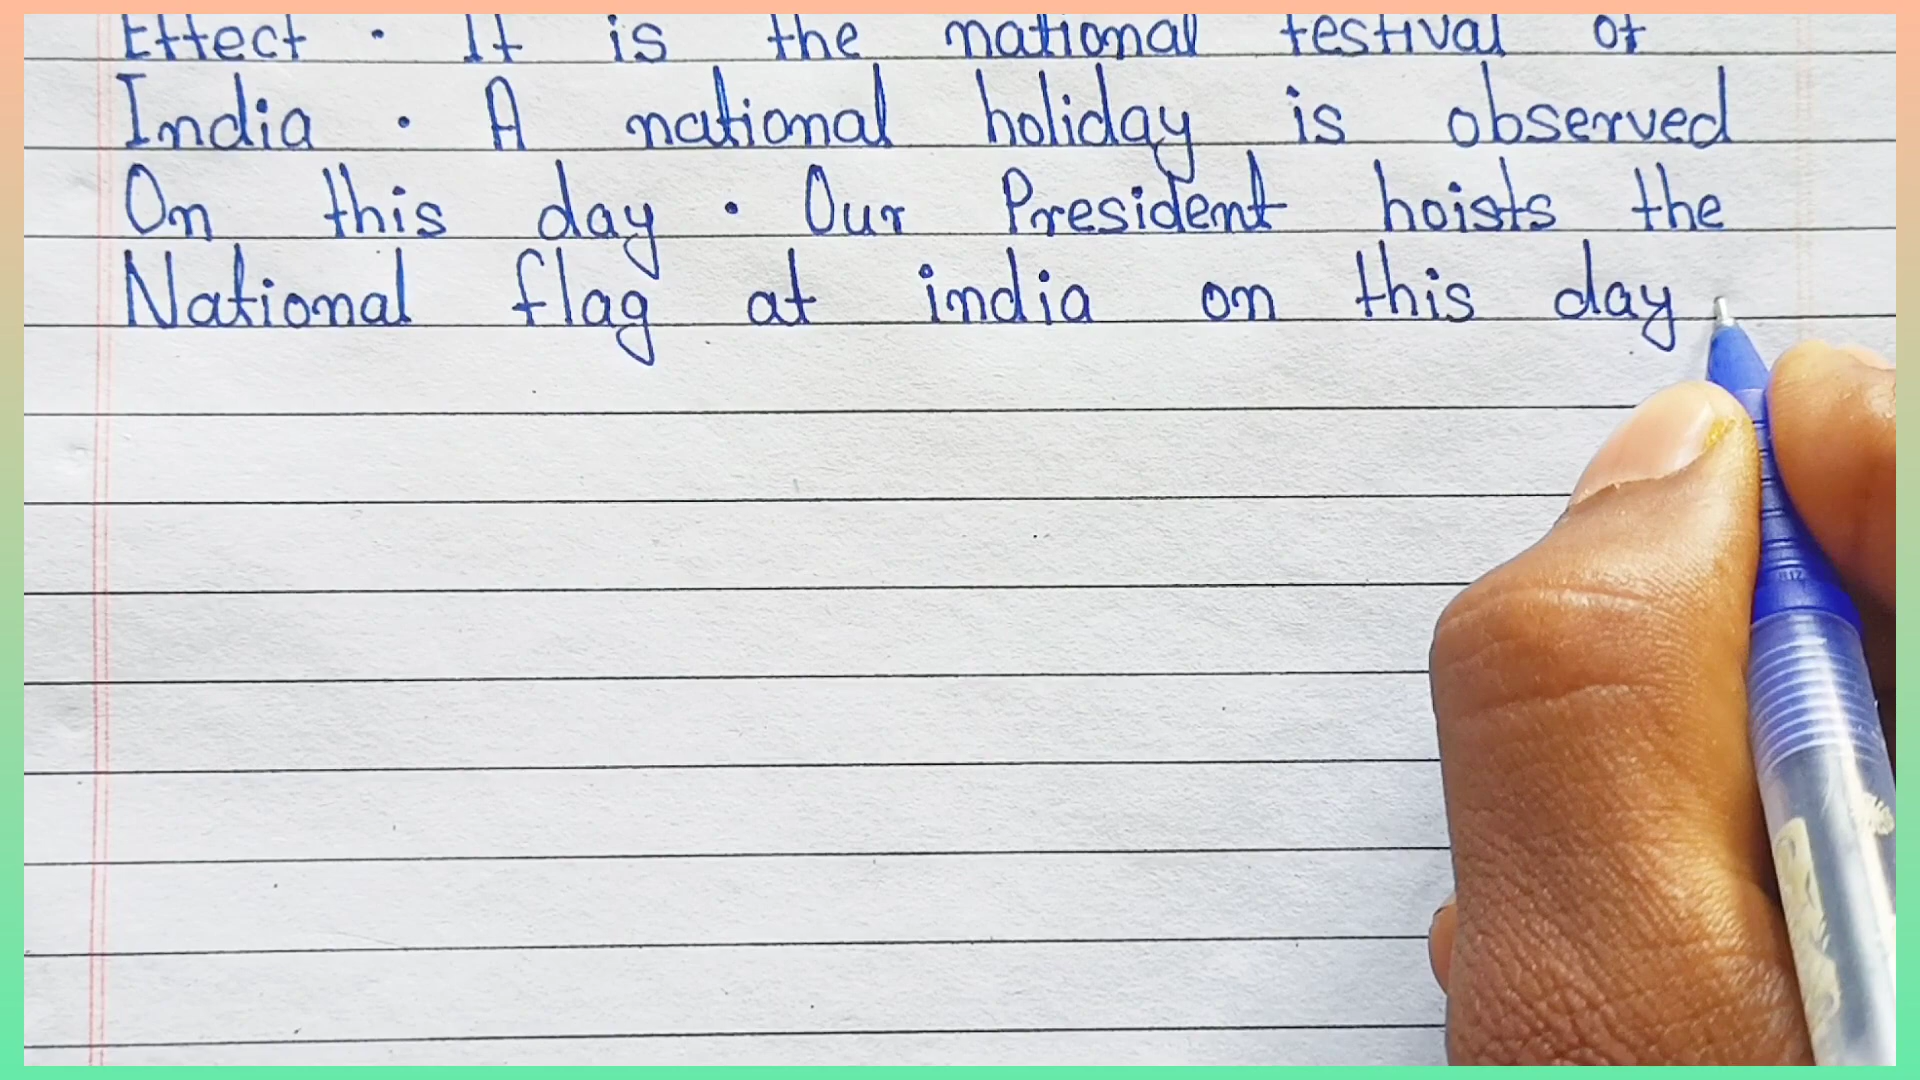 Effect. It is the national festival of
India. A national holiday is observed
On this day. Our President hoists the
National flag at india on this day